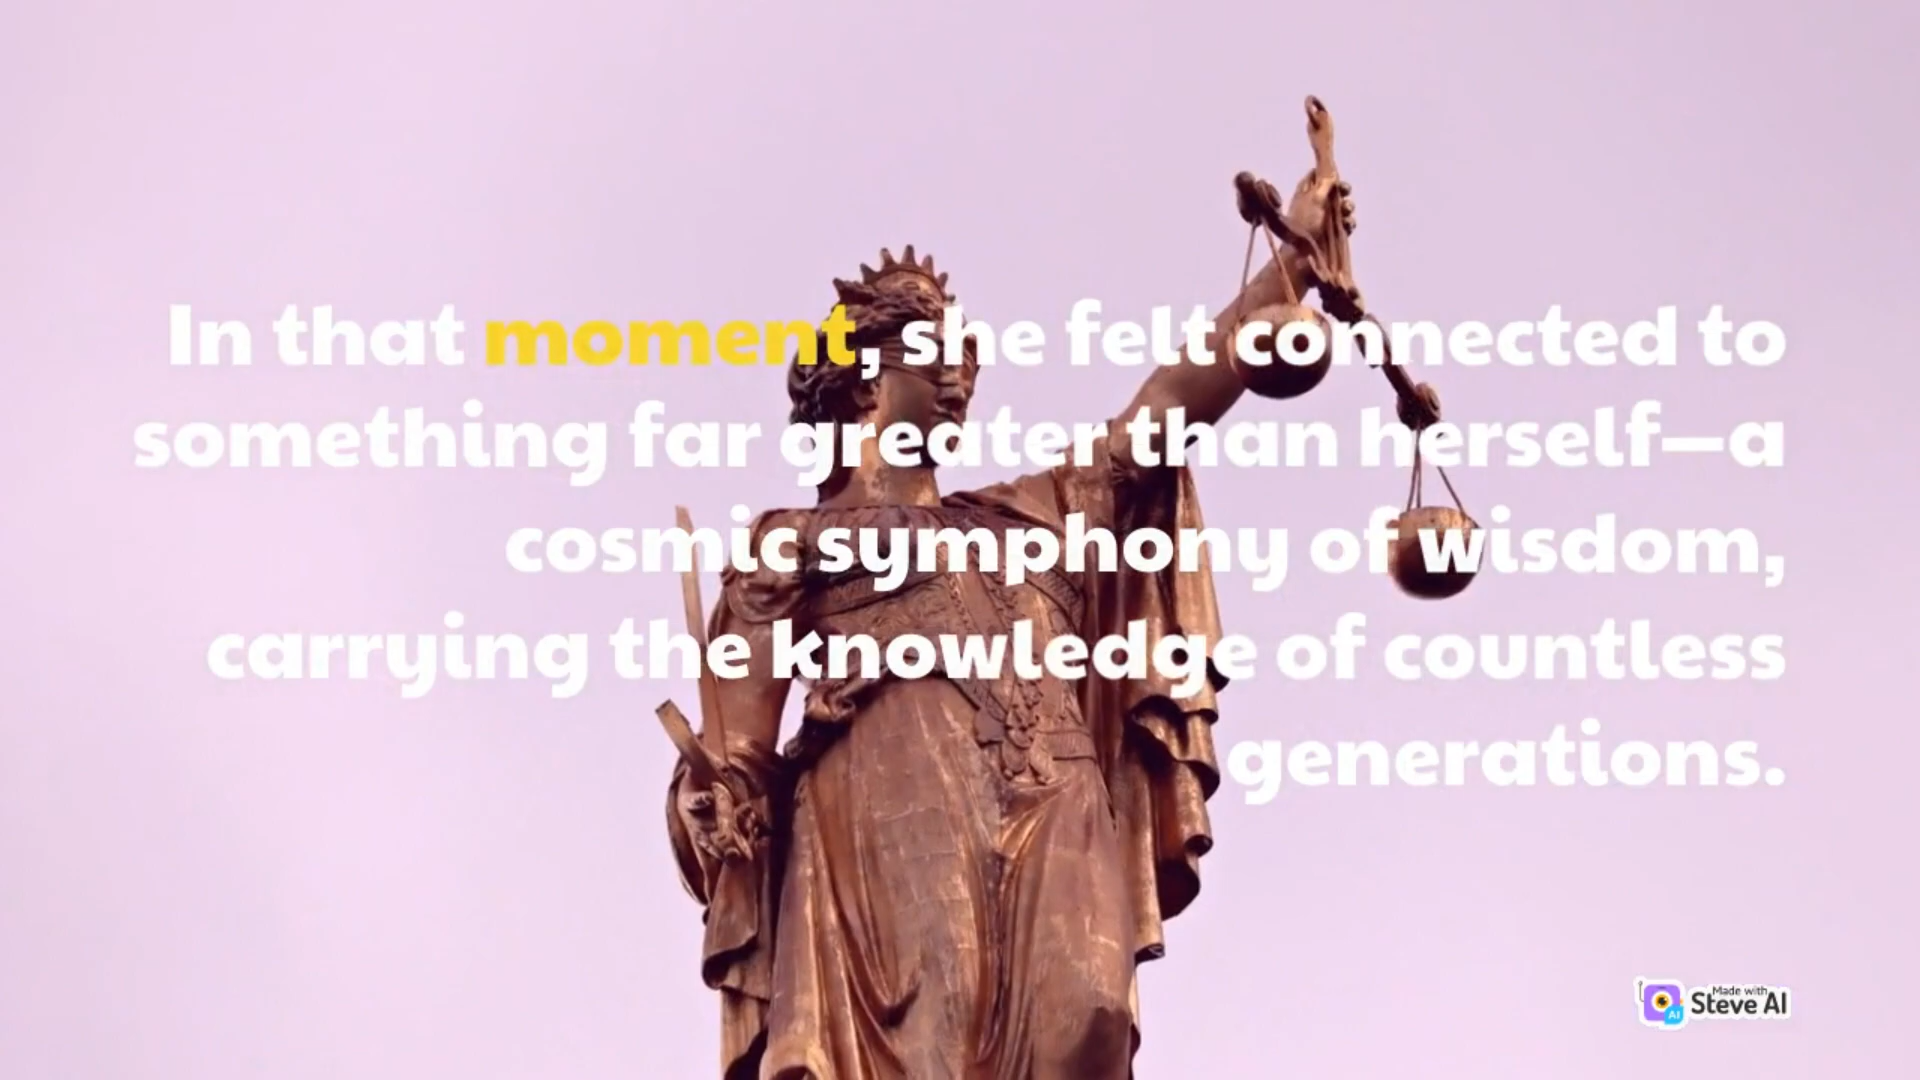 In that moment, she felt connected to
something far greater than herself—a
cosmic symphony of wisdom,
carrying the knowledge of countless
generations.
Made with
Steve AI
AI